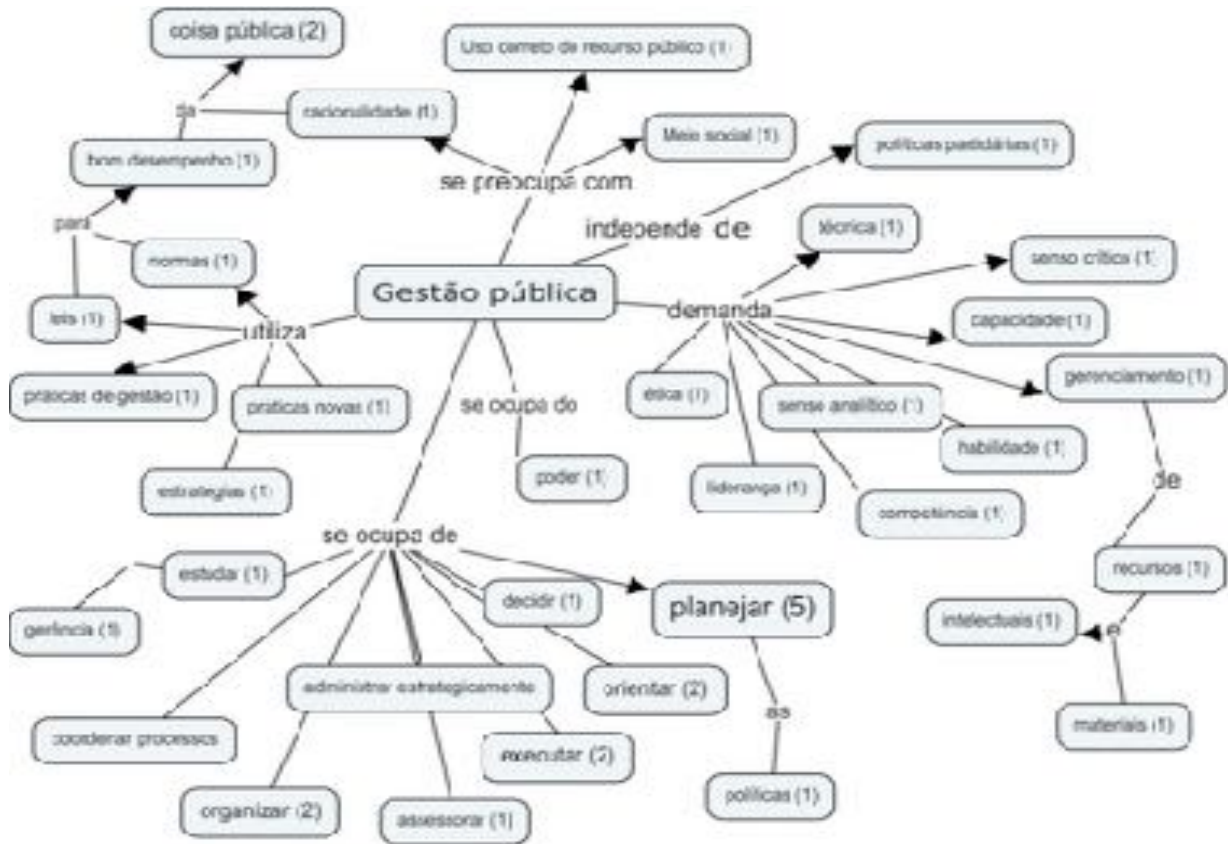 coisa pública (2)
Uso correto de recurso público (1)
da
racionalidade (1)
Meio social (1)
bom desempenho (1)
políticas partidárias (1)
se preocupa com
para
independe de
técnica (1)
normas (1)
senso crítico (1)
Gestão pública
demanda
leis (1)
utiliza
capacidade (1)
práticas de gestão (1)
praticas novas (1)
se ocupa do
ética (1)
senso analítico (1)
gerenciamento (1)
habilidade (1)
estratégias (1)
poder (1)
liderança (1)
de
competência (1)
se ocupa de
estudar (1)
decidir (1)
planejar (5)
recursos (1)
gerência (1)
intelectuais (1)
e
administrar estrategicamente
orientar (2)
as
coordenar processos
executar (2)
materiais (1)
organizar (2)
assessorar (1)
políticas (1)